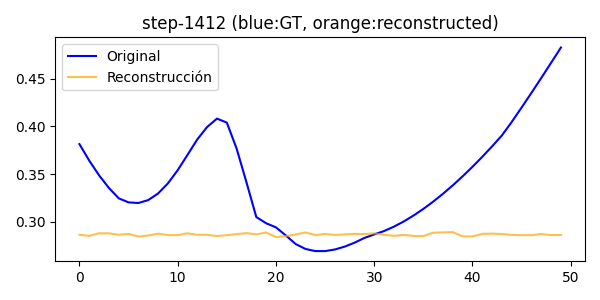 step-1412 (blue:GT, orange:reconstructed)
Original
Reconstrucción
0.45
0.40
0.35
0.30
0 10 20 30 40 50